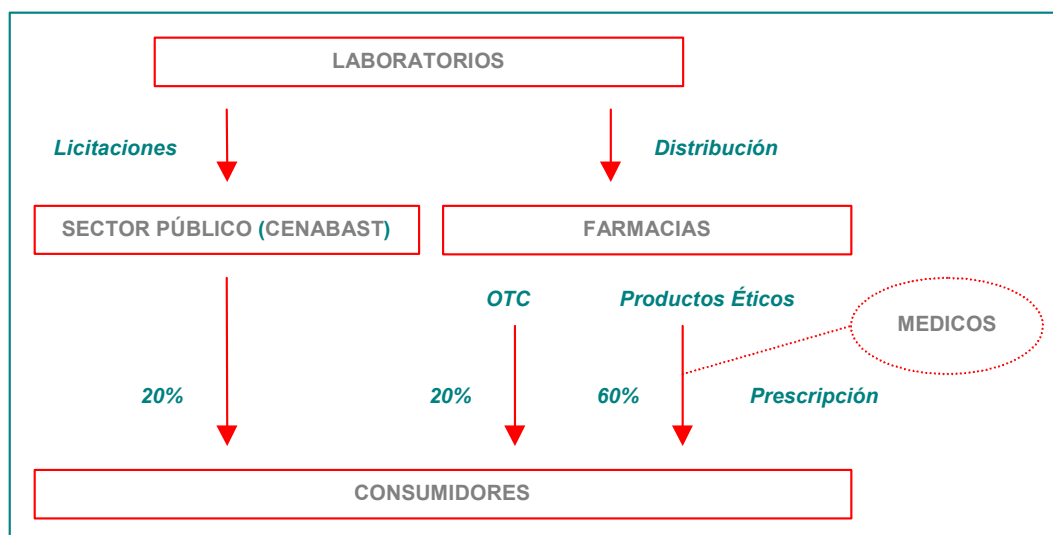 LABORATORIOS
Licitaciones
Distribución
SECTOR PÚBLICO (CENABAST)
FARMACIAS
OTC
Productos Éticos
MEDICOS
20%
20%
60%
Prescripción
CONSUMIDORES